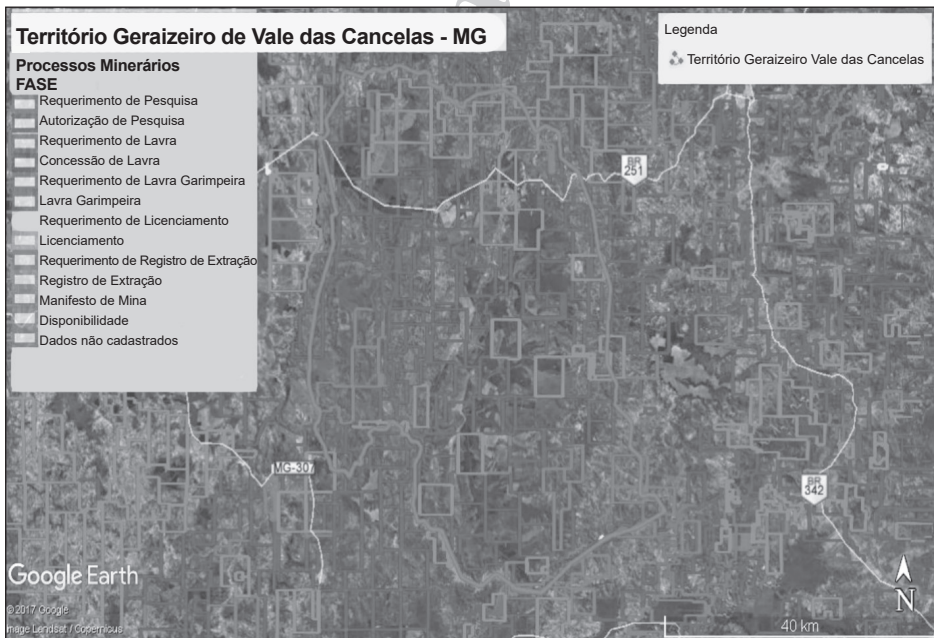 Território Geraizeiro de Vale das Cancelas - MG
Processos Minerários
FASE
Requerimento de Pesquisa
Autorização de Pesquisa
Requerimento de Lavra
Concessão de Lavra
Requerimento de Lavra Garimpeira
Lavra Garimpeira
Requerimento de Licenciamento
Licenciamento
Requerimento de Registro de Extração
Registro de Extração
Manifesto de Mina
Disponibilidade
Dados não cadastrados
Legenda
Território Geraizeiro Vale das Cancelas
BR
251
MG-307
BR
342
Google Earth
© 2017 Google
Image Landsat / Copernicus
N
40 km